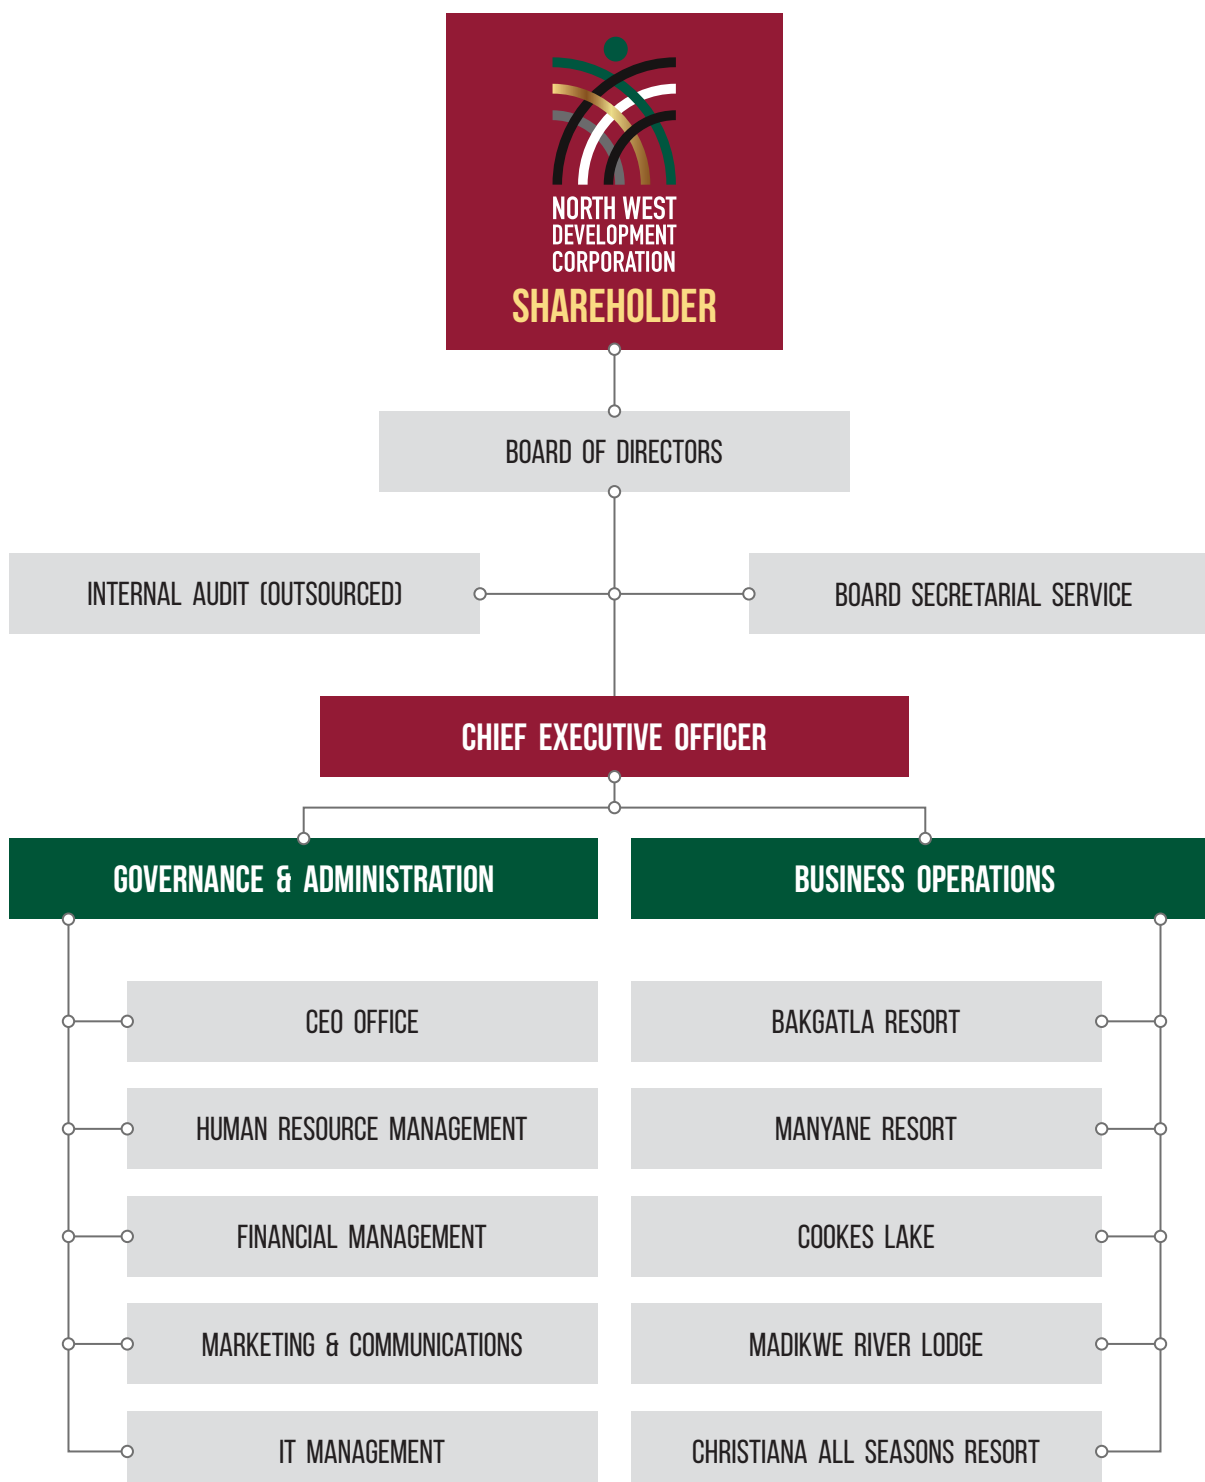 NORTH WEST
DEVELOPMENT
CORPORATION
SHAREHOLDER
BOARD OF DIRECTORS
INTERNAL AUDIT (OUTSOURCED)
BOARD SECRETARIAL SERVICE
CHIEF EXECUTIVE OFFICER
GOVERNANCE & ADMINISTRATION
BUSINESS OPERATIONS
CEO OFFICE
BAKGATLA RESORT
HUMAN RESOURCE MANAGEMENT
MANYANE RESORT
FINANCIAL MANAGEMENT
COOKES LAKE
MARKETING & COMMUNICATIONS
MADIKWE RIVER LODGE
IT MANAGEMENT
CHRISTIANA ALL SEASONS RESORT